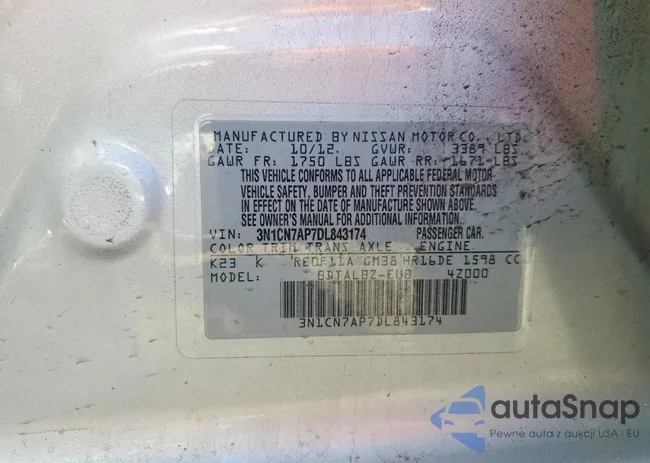 MANUFACTURED BY NISSAN MOTOR CO., LTD.
DATE: 10/12 GVWR: 3389 LBS
GAWR FR: 1750 LBS GAWR RR: 1671 LBS
THIS VEHICLE CONFORMS TO ALL APPLICABLE FEDERAL MOTOR
VEHICLE SAFETY, BUMPER AND THEFT PREVENTION STANDARDS
IN EFFECT ON THE DATE OF MANUFACTURE SHOWN ABOVE.
SEE OWNER'S MANUAL FOR ADDITIONAL INFORMATION.
VIN: 3N1CN7AP7DL843174 PASSENGER CAR.
COLOR TRIM TRANS AXLE ENGINE
K23 K RE0F11A GM38 HR16DE 1598 CC
MODEL: BDTALBZ-EUB 4Z000
3N1CN7AP7DL843174
autaSnap
Pewne auta z aukcji USA i EU